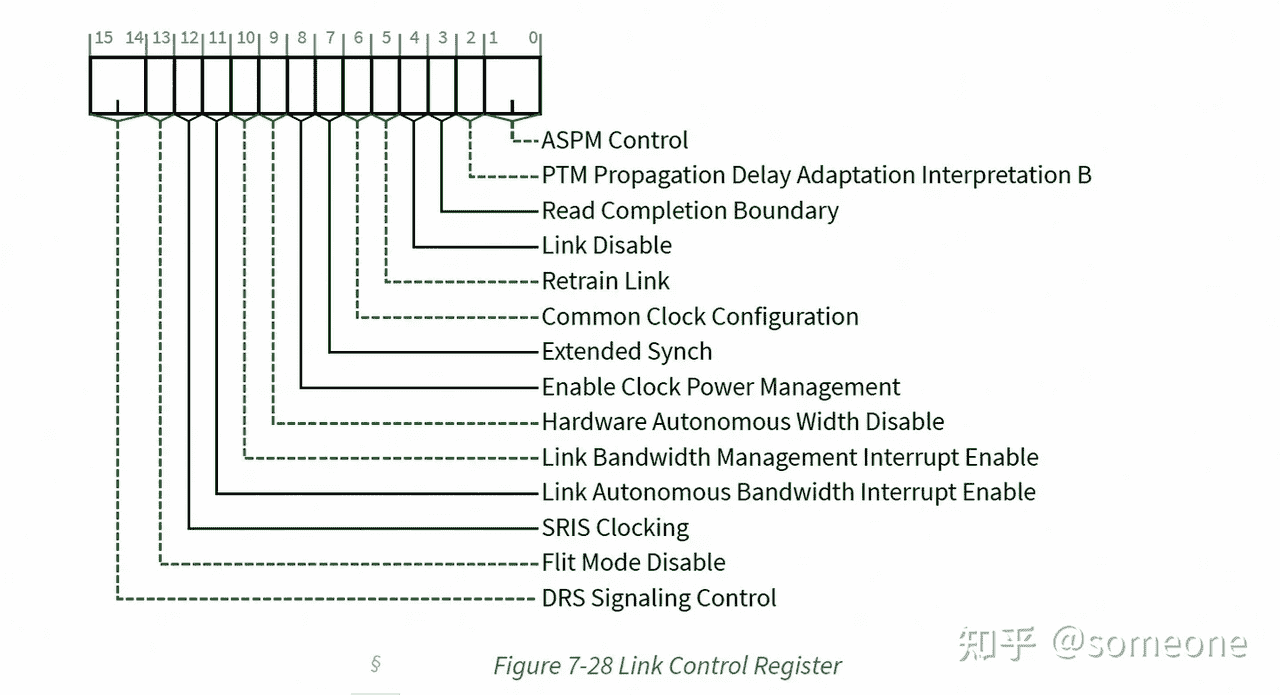 15 14 13 12 11 10 9 8 7 6 5 4 3 2 1 0
ASPM Control
PTM Propagation Delay Adaptation Interpretation B
Read Completion Boundary
Link Disable
Retrain Link
Common Clock Configuration
Extended Synch
Enable Clock Power Management
Hardware Autonomous Width Disable
Link Bandwidth Management Interrupt Enable
Link Autonomous Bandwidth Interrupt Enable
SRIS Clocking
Flit Mode Disable
DRS Signaling Control
知乎 @someone
§ Figure 7-28 Link Control Register